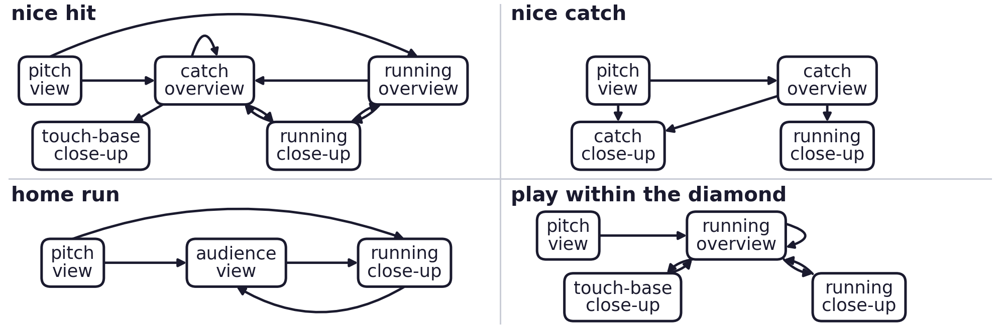 nice hit
pitch
view
catch
overview
running
overview
touch-base
close-up
running
close-up
nice catch
pitch
view
catch
overview
catch
close-up
running
close-up
home run
pitch
view
audience
view
running
close-up
play within the diamond
pitch
view
running
overview
touch-base
close-up
running
close-up